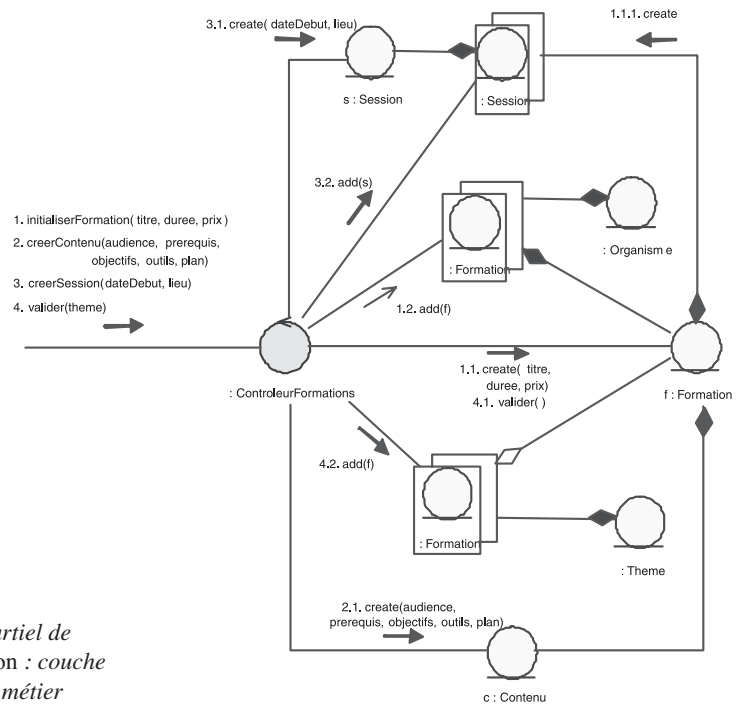 3.1. create( dateDebut, lieu)
1.1.1. create
s : Session
: Session
3.2. add(s)
1. initialiserFormation( titre, duree, prix )
2. creerContenu(audience, prerequis,
objectifs, outils, plan)
3. creerSession(dateDebut, lieu)
4. valider(theme)
: Formation
: Organism e
1.2. add(f)
: ControleurFormations
1.1. create( titre,
duree, prix)
4.1. valider( )
f : Formation
4.2. add(f)
: Formation
: Theme
2.1. create(audience,
prerequis, objectifs, outils, plan)
c : Contenu
rtiel de
on : couche
métier